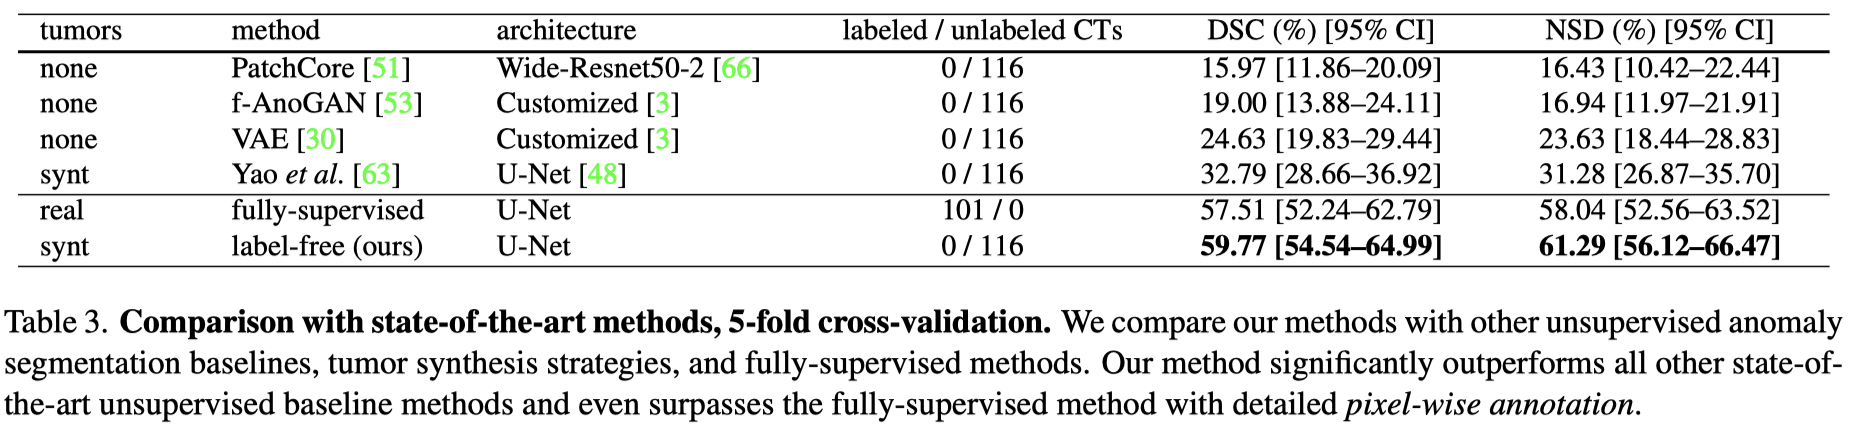 tumors method architecture labeled / unlabeled CTs DSC (%) [95% CI] NSD (%) [95% CI]
none PatchCore [51] Wide-Resnet50-2 [66] 0 / 116 15.97 [11.86–20.09] 16.43 [10.42–22.44]
none f-AnoGAN [53] Customized [3] 0 / 116 19.00 [13.88–24.11] 16.94 [11.97–21.91]
none VAE [30] Customized [3] 0 / 116 24.63 [19.83–29.44] 23.63 [18.44–28.83]
synt Yao et al. [63] U-Net [48] 0 / 116 32.79 [28.66–36.92] 31.28 [26.87–35.70]
real fully-supervised U-Net 101 / 0 57.51 [52.24–62.79] 58.04 [52.56–63.52]
synt label-free (ours) U-Net 0 / 116 59.77 [54.54–64.99] 61.29 [56.12–66.47]
Table 3. Comparison with state-of-the-art methods, 5-fold cross-validation. We compare our methods with other unsupervised anomaly
segmentation baselines, tumor synthesis strategies, and fully-supervised methods. Our method significantly outperforms all other state-of-
the-art unsupervised baseline methods and even surpasses the fully-supervised method with detailed pixel-wise annotation.